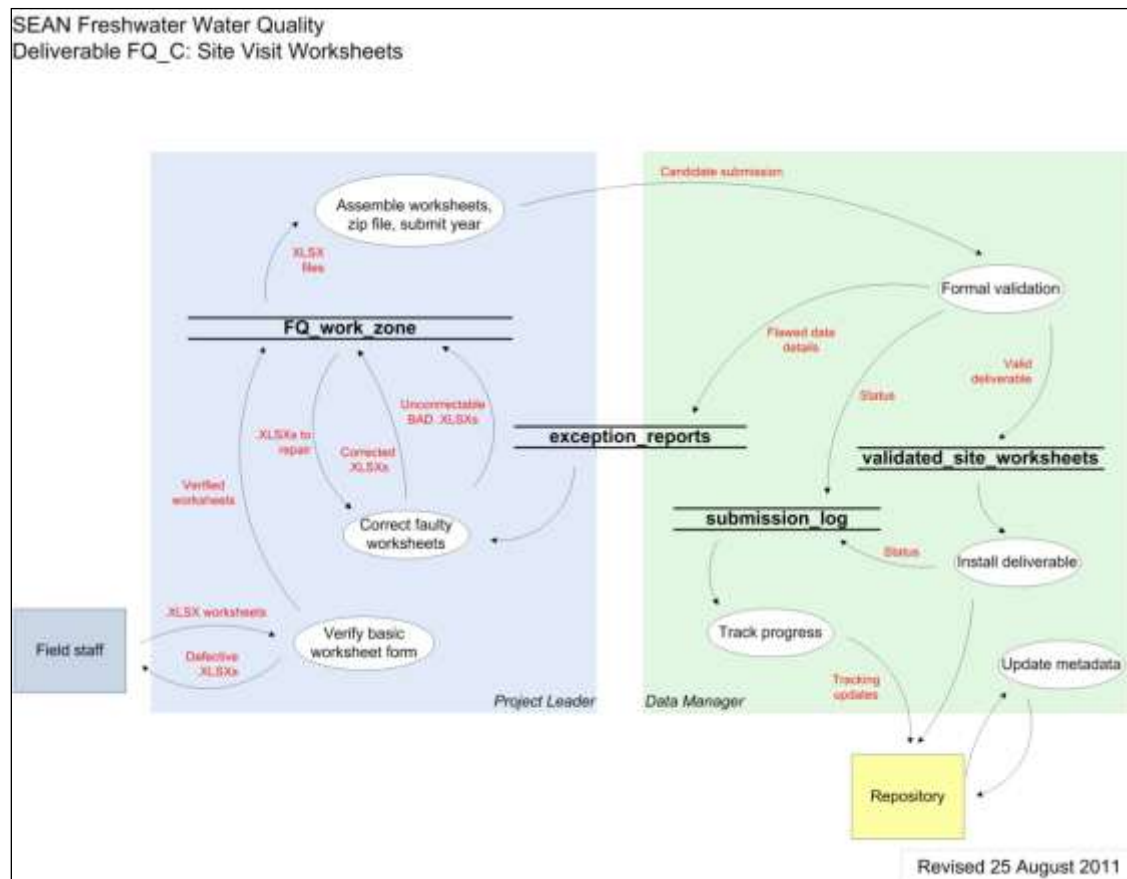 SEAN Freshwater Water Quality
Deliverable FQ_C: Site Visit Worksheets
Candidate submission
Assemble worksheets,
zip file, submit year
.XLSX
files
Formal validation
FQ_work_zone
Flawed data
details
Valid
deliverable
Status
Uncorrectable
BAD .XLSXs
exception_reports
.XLSXs to
repair
Corrected
.XLSXs
validated_site_worksheets
Verified
worksheets
submission_log
Correct faulty
worksheets
Status
Install deliverable
.XLSX worksheets
Field staff
Verify basic
worksheet form
Track progress
Defective
.XLSXs
Update metadata
Tracking
updates
Project Leader
Data Manager
Repository
Revised 25 August 2011